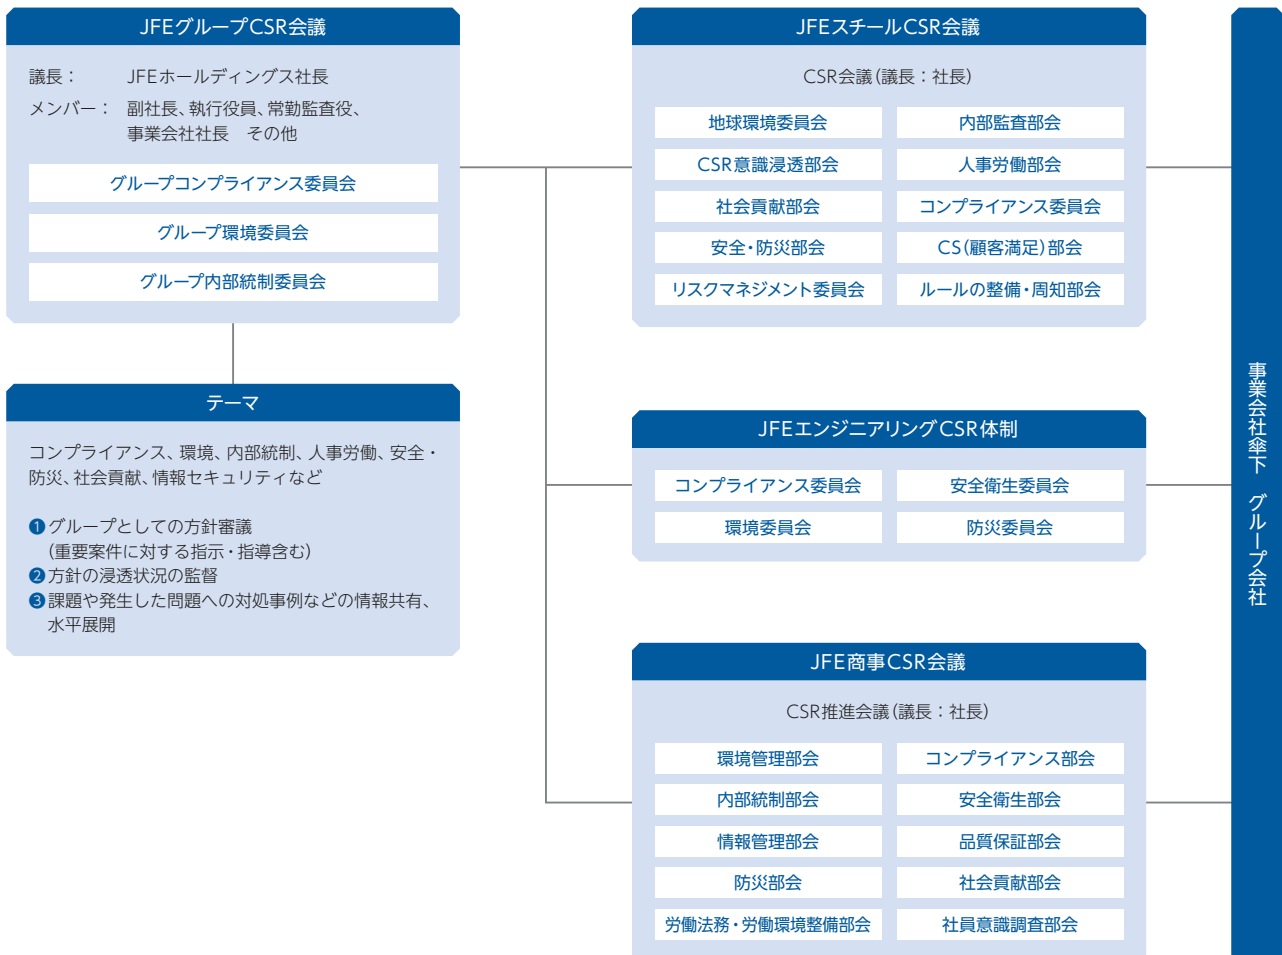 JFEグループCSR会議
議長： JFEホールディングス社長
メンバー： 副社長、執行役員、常勤監査役、
事業会社社長　その他
グループコンプライアンス委員会
グループ環境委員会
グループ内部統制委員会
テーマ
コンプライアンス、環境、内部統制、人事労働、安全・
防災、社会貢献、情報セキュリティなど
❶グループとしての方針審議
(重要案件に対する指示・指導含む)
❷方針の浸透状況の監督
❸課題や発生した問題への対処事例などの情報共有、
水平展開
JFEスチールCSR会議
CSR会議(議長：社長)
地球環境委員会
内部監査部会
CSR意識浸透部会
人事労働部会
社会貢献部会
コンプライアンス委員会
安全・防災部会
CS(顧客満足)部会
リスクマネジメント委員会
ルールの整備・周知部会
JFEエンジニアリングCSR体制
コンプライアンス委員会
安全衛生委員会
環境委員会
防災委員会
JFE商事CSR会議
CSR推進会議(議長：社長)
環境管理部会
コンプライアンス部会
内部統制部会
安全衛生部会
情報管理部会
品質保証部会
防災部会
社会貢献部会
労働法務・労働環境整備部会
社員意識調査部会
事業会社傘下　グループ会社